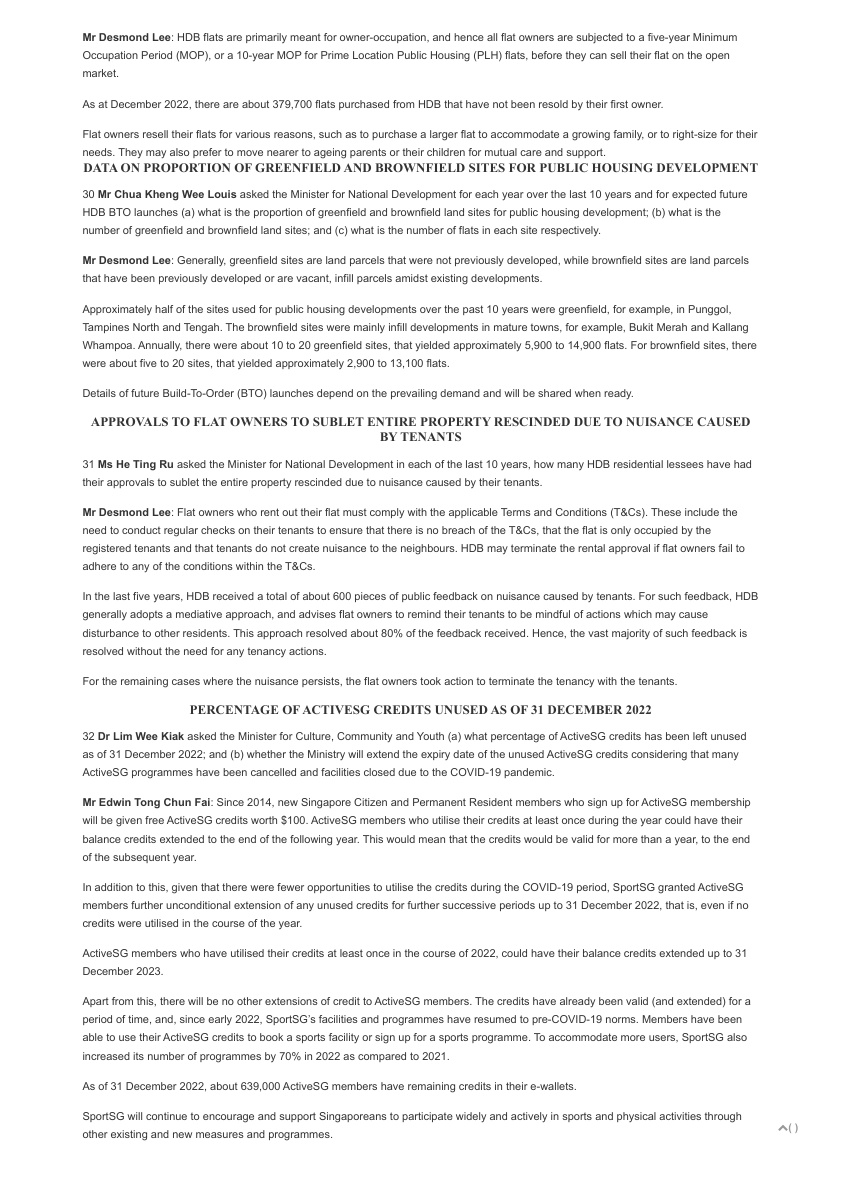 Mr Desmond Lee: HDB flats are primarily meant for owner-occupation, and hence all flat owners are subjected to a five-year Minimum
Occupation Period (MOP), or a 10-year MOP for Prime Location Public Housing (PLH) flats, before they can sell their flat on the open
market.
As at December 2022, there are about 379,700 flats purchased from HDB that have not been resold by their first owner.
Flat owners resell their flats for various reasons, such as to purchase a larger flat to accommodate a growing family, or to right-size for their
needs. They may also prefer to move nearer to ageing parents or their children for mutual care and support.
DATA ON PROPORTION OF GREENFIELD AND BROWNFIELD SITES FOR PUBLIC HOUSING DEVELOPMENT
30 Mr Chua Kheng Wee Louis asked the Minister for National Development for each year over the last 10 years and for expected future
HDB BTO launches (a) what is the proportion of greenfield and brownfield land sites for public housing development; (b) what is the
number of greenfield and brownfield land sites; and (c) what is the number of flats in each site respectively.
Mr Desmond Lee: Generally, greenfield sites are land parcels that were not previously developed, while brownfield sites are land parcels
that have been previously developed or are vacant, infill parcels amidst existing developments.
Approximately half of the sites used for public housing developments over the past 10 years were greenfield, for example, in Punggol,
Tampines North and Tengah. The brownfield sites were mainly infill developments in mature towns, for example, Bukit Merah and Kallang
Whampoa. Annually, there were about 10 to 20 greenfield sites, that yielded approximately 5,900 to 14,900 flats. For brownfield sites, there
were about five to 20 sites, that yielded approximately 2,900 to 13,100 flats.
Details of future Build-To-Order (BTO) launches depend on the prevailing demand and will be shared when ready.
APPROVALS TO FLAT OWNERS TO SUBLET ENTIRE PROPERTY RESCINDED DUE TO NUISANCE CAUSED
BY TENANTS
31 Ms He Ting Ru asked the Minister for National Development in each of the last 10 years, how many HDB residential lessees have had
their approvals to sublet the entire property rescinded due to nuisance caused by their tenants.
Mr Desmond Lee: Flat owners who rent out their flat must comply with the applicable Terms and Conditions (T&Cs). These include the
need to conduct regular checks on their tenants to ensure that there is no breach of the T&Cs, that the flat is only occupied by the
registered tenants and that tenants do not create nuisance to the neighbours. HDB may terminate the rental approval if flat owners fail to
adhere to any of the conditions within the T&Cs.
In the last five years, HDB received a total of about 600 pieces of public feedback on nuisance caused by tenants. For such feedback, HDB
generally adopts a mediative approach, and advises flat owners to remind their tenants to be mindful of actions which may cause
disturbance to other residents. This approach resolved about 80% of the feedback received. Hence, the vast majority of such feedback is
resolved without the need for any tenancy actions.
For the remaining cases where the nuisance persists, the flat owners took action to terminate the tenancy with the tenants.
PERCENTAGE OF ACTIVESG CREDITS UNUSED AS OF 31 DECEMBER 2022
32 Dr Lim Wee Kiak asked the Minister for Culture, Community and Youth (a) what percentage of ActiveSG credits has been left unused
as of 31 December 2022; and (b) whether the Ministry will extend the expiry date of the unused ActiveSG credits considering that many
ActiveSG programmes have been cancelled and facilities closed due to the COVID-19 pandemic.
Mr Edwin Tong Chun Fai: Since 2014, new Singapore Citizen and Permanent Resident members who sign up for ActiveSG membership
will be given free ActiveSG credits worth $100. ActiveSG members who utilise their credits at least once during the year could have their
balance credits extended to the end of the following year. This would mean that the credits would be valid for more than a year, to the end
of the subsequent year.
In addition to this, given that there were fewer opportunities to utilise the credits during the COVID-19 period, SportSG granted ActiveSG
members further unconditional extension of any unused credits for further successive periods up to 31 December 2022, that is, even if no
credits were utilised in the course of the year.
ActiveSG members who have utilised their credits at least once in the course of 2022, could have their balance credits extended up to 31
December 2023.
Apart from this, there will be no other extensions of credit to ActiveSG members. The credits have already been valid (and extended) for a
period of time, and, since early 2022, SportSG's facilities and programmes have resumed to pre-COVID-19 norms. Members have been
able to use their ActiveSG credits to book a sports facility or sign up for a sports programme. To accommodate more users, SportSG also
increased its number of programmes by 70% in 2022 as compared to 2021.
As of 31 December 2022, about 639,000 ActiveSG members have remaining credits in their e-wallets.
SportSG will continue to encourage and support Singaporeans to participate widely and actively in sports and physical activities through
other existing and new measures and programmes.
( )